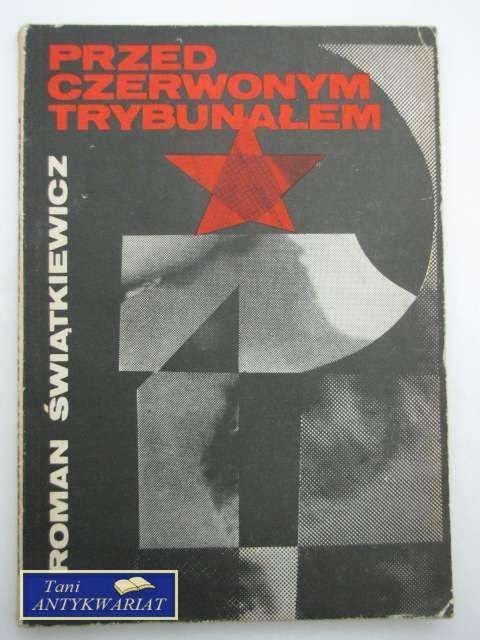 PRZED
CZERWONYM
TRYBUNAŁEM
ROMAN ŚWIĄTKIEWICZ
Tani
ANTYKWARIAT